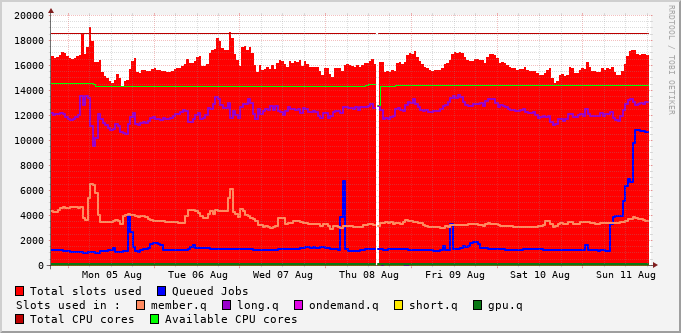 20000
18000
16000
14000
12000
10000
8000
6000
4000
2000
0
Mon 05 Aug Tue 06 Aug Wed 07 Aug Thu 08 Aug Fri 09 Aug Sat 10 Aug Sun 11 Aug
Total slots used Queued Jobs
Slots used in : member.q long.q ondemand.q short.q gpu.q
Total CPU cores Available CPU cores
RRDTOOL / TOBI OETIKER